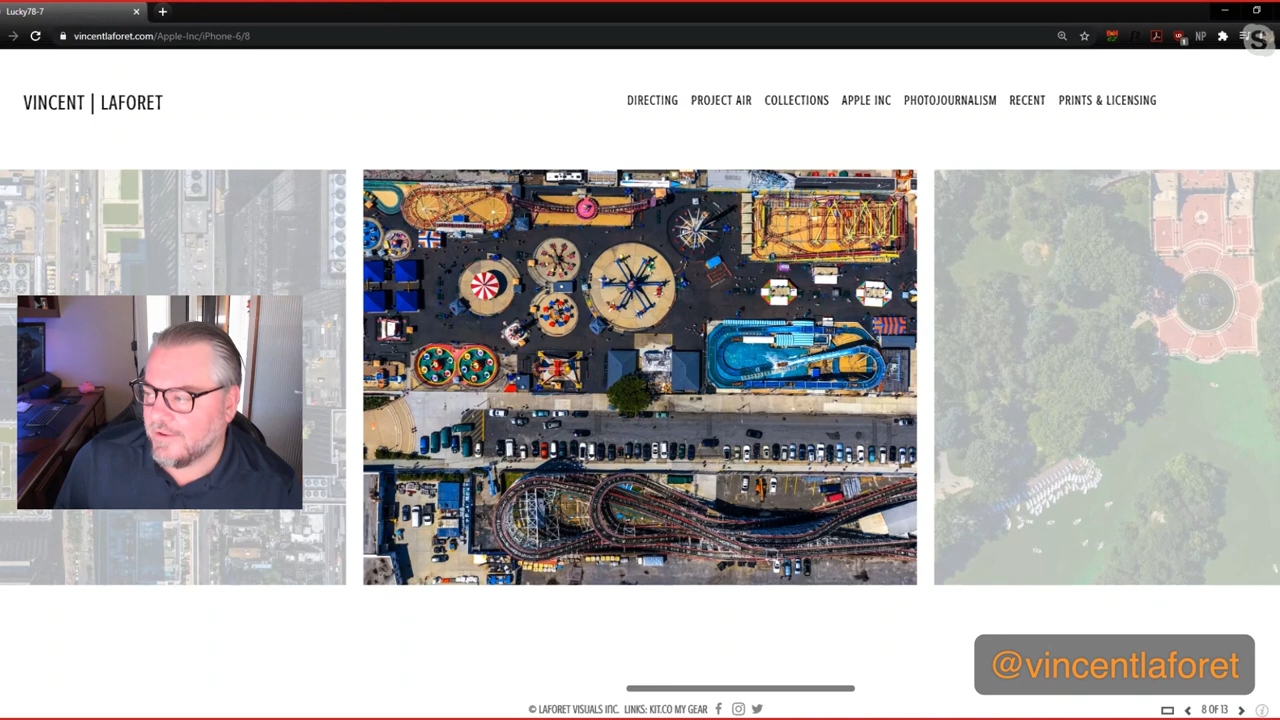 Lucky78-7
vincentlaforet.com/Apple-Inc/iPhone-6/8
NP
S
VINCENT | LAFORET
DIRECTING PROJECT AIR COLLECTIONS APPLE INC PHOTOJOURNALISM RECENT PRINTS & LICENSING
@vincentlaforet
© LAFORET VISUALS INC. LINKS: KIT.CO MY GEAR
8 OF 13